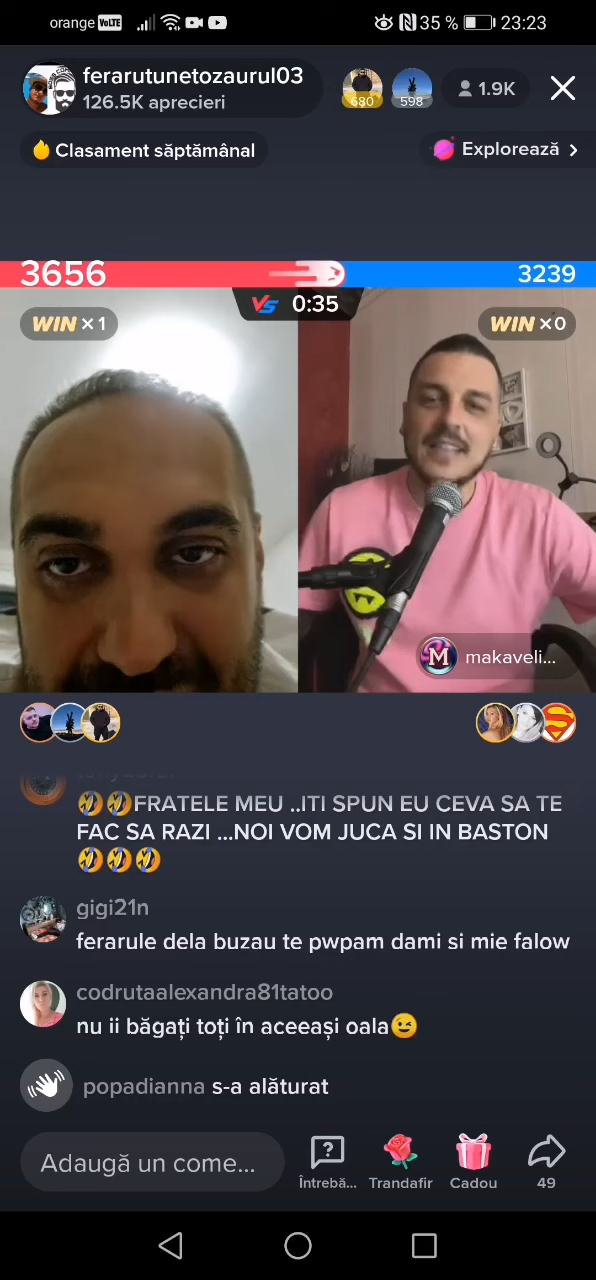 orange VoLTE 35 % 23:23
ferarutunetozaurul03
126.5K aprecieri
680 598 1.9K
Clasament săptămânal
Explorează
3656 3239
VS 0:35
WIN ×1 WIN ×0
M makaveli...
🤣🤣FRATELE MEU ..ITI SPUN EU CEVA SA TE
FAC SA RAZI ...NOI VOM JUCA SI IN BASTON
🤣🤣🤣
gigi21n
ferarule dela buzau te pwpam dami si mie falow
codrutaalexandra81tatoo
nu ii băgați toți în aceeași oala😉
popadianna s-a alăturat
Adaugă un come...
Întrebă... Trandafir Cadou 49